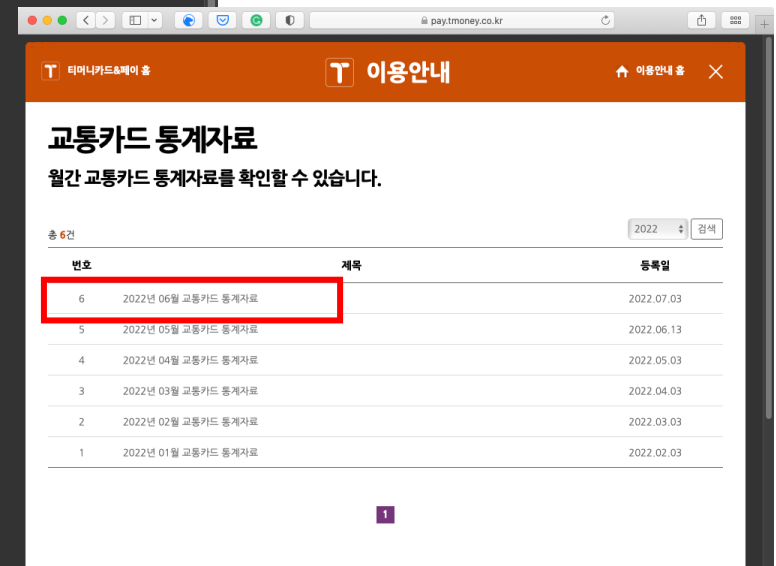 pay.tmoney.co.kr
티머니카드&페이 홈
이용안내
이용안내 홈
교통카드 통계자료
월간 교통카드 통계자료를 확인할 수 있습니다.
총 6건
2022 검색
번호 제목 등록일
6 2022년 06월 교통카드 통계자료 2022.07.03
5 2022년 05월 교통카드 통계자료 2022.06.13
4 2022년 04월 교통카드 통계자료 2022.05.03
3 2022년 03월 교통카드 통계자료 2022.04.03
2 2022년 02월 교통카드 통계자료 2022.03.03
1 2022년 01월 교통카드 통계자료 2022.02.03
1